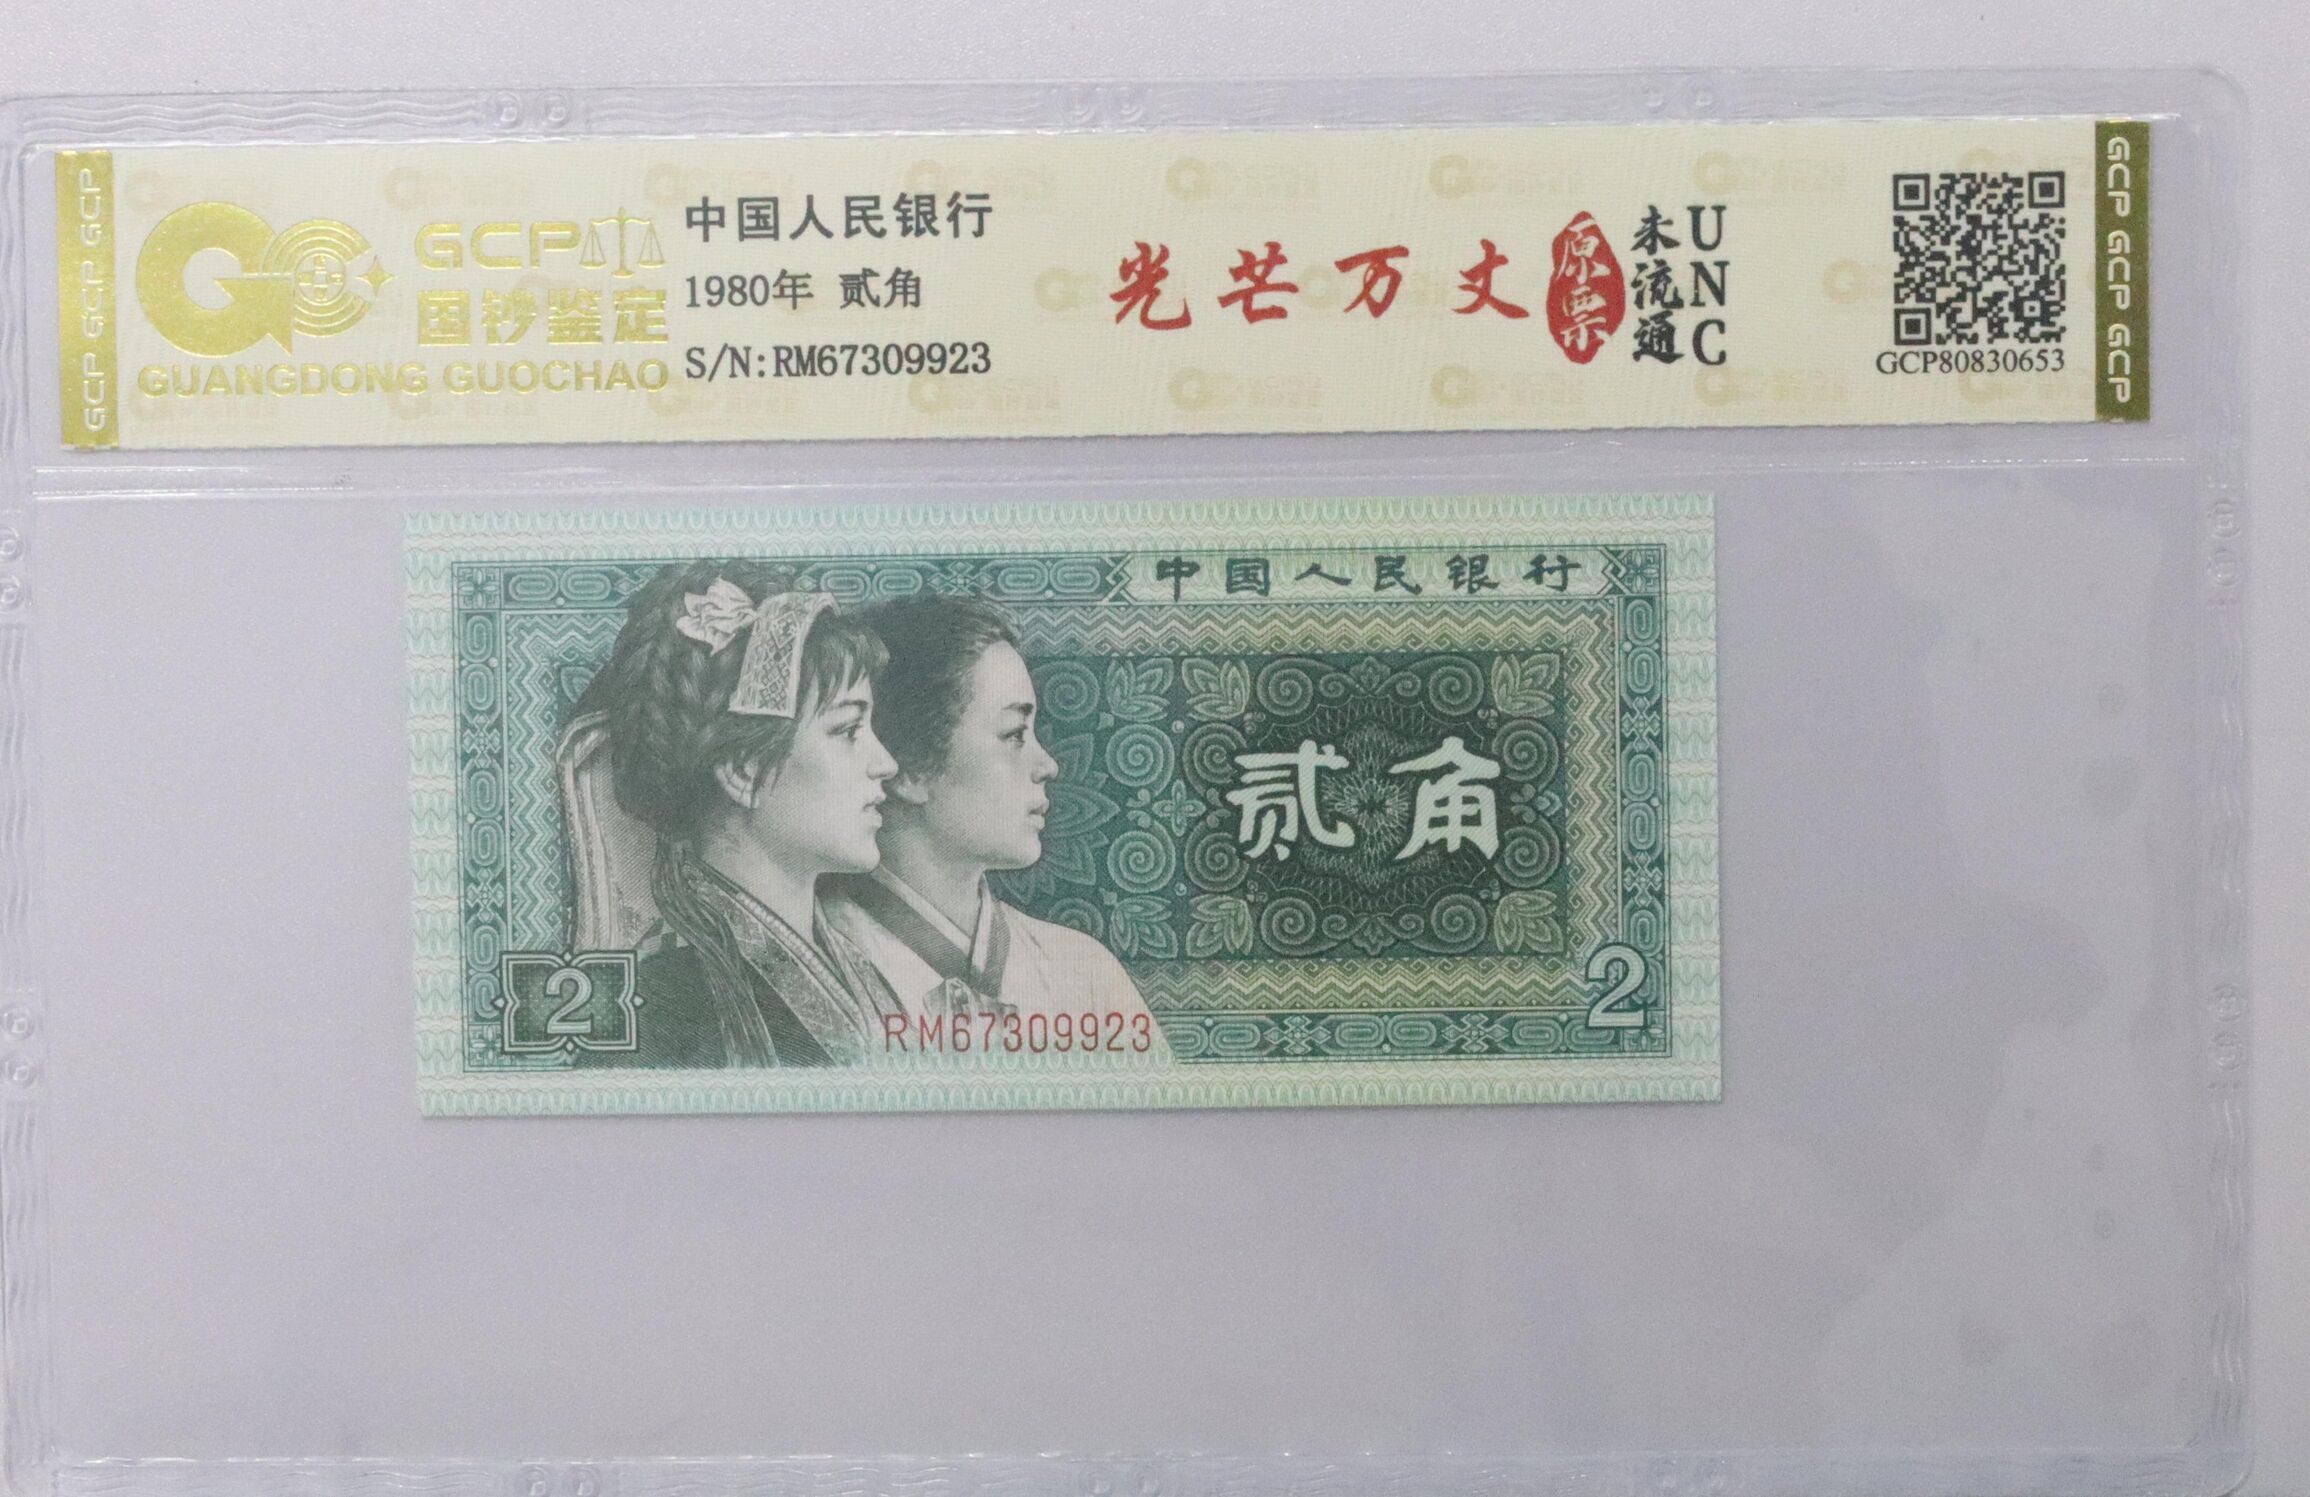 GCP GCP GCP
GCP
国钞鉴定
GUANGDONG GUOCHAO
中国人民银行
1980年 贰角
S/N:RM67309923
光芒万丈
原票
未流通
UNC
GCP80830653
GCP GCP GCP
中国人民银行
贰角
2
2
RM67309923